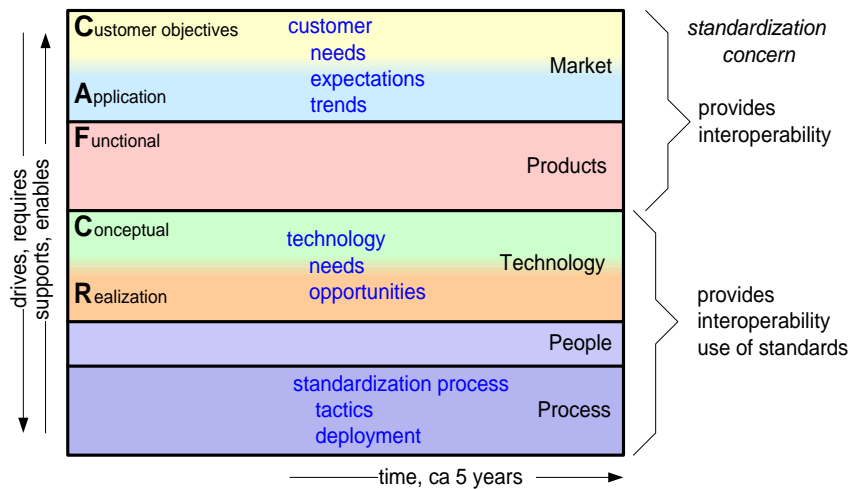 Customer objectives
customer
needs
expectations
trends
Market
Application
Functional
Products
Conceptual
technology
needs
opportunities
Technology
Realization
People
standardization process
tactics
deployment
Process
drives, requires
supports, enables
time, ca 5 years
standardization
concern
provides
interoperability
provides
interoperability
use of standards